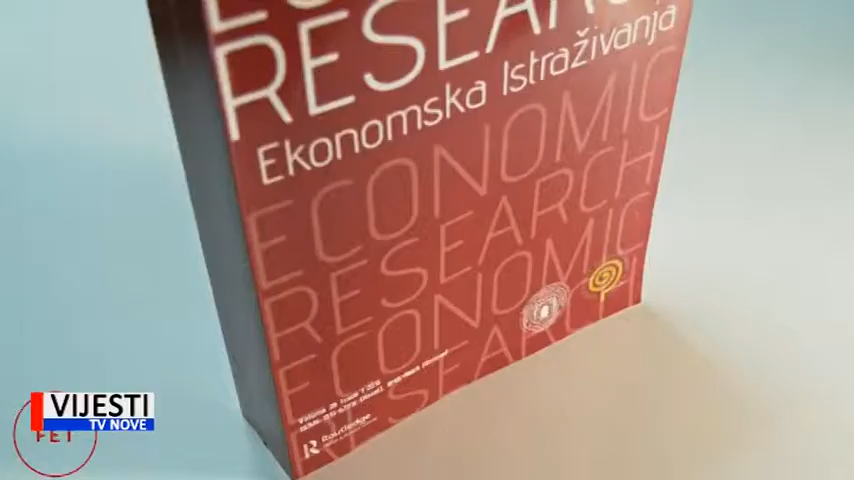 ECONOMIC
RESEARCH
Ekonomska Istraživanja
ECONOMIC
RESEARCH
ECONOMIC
RESEARCH
Routledge
VIJESTI
TV NOVE
FET